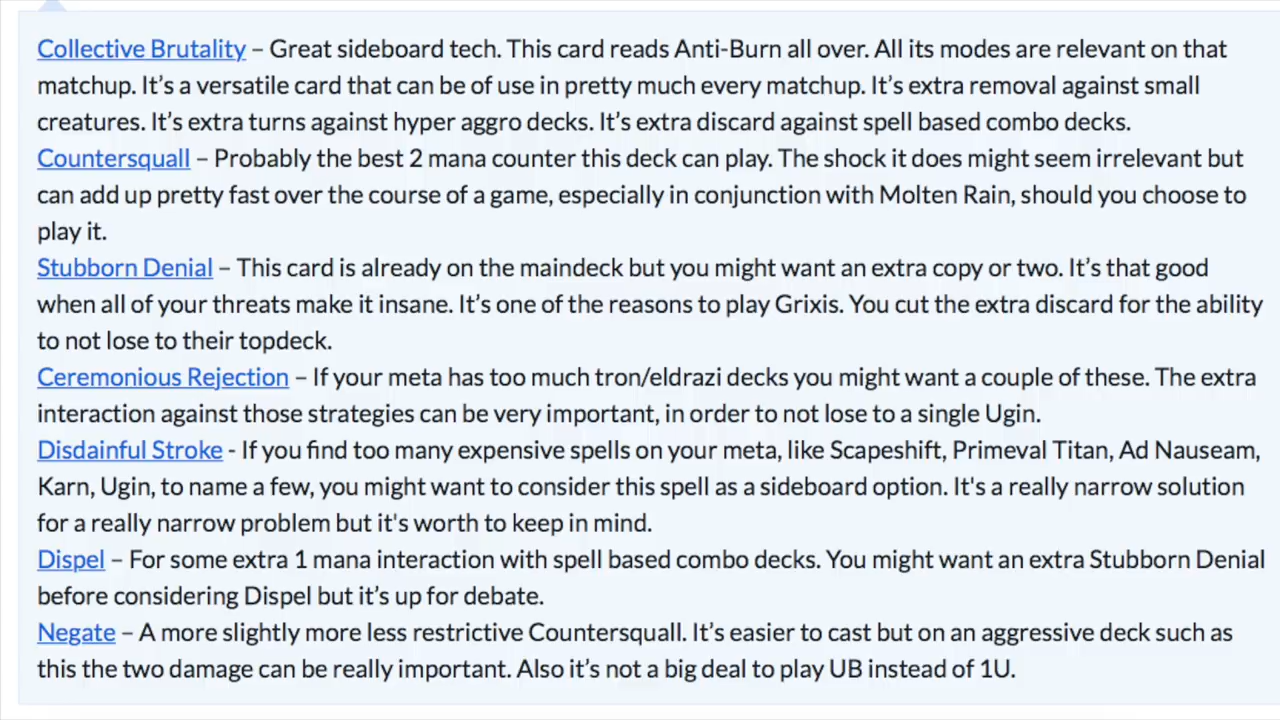 Collective Brutality – Great sideboard tech. This card reads Anti-Burn all over. All its modes are relevant on that
matchup. It’s a versatile card that can be of use in pretty much every matchup. It’s extra removal against small
creatures. It’s extra turns against hyper aggro decks. It’s extra discard against spell based combo decks.
Countersquall – Probably the best 2 mana counter this deck can play. The shock it does might seem irrelevant but
can add up pretty fast over the course of a game, especially in conjunction with Molten Rain, should you choose to
play it.
Stubborn Denial – This card is already on the maindeck but you might want an extra copy or two. It’s that good
when all of your threats make it insane. It’s one of the reasons to play Grixis. You cut the extra discard for the ability
to not lose to their topdeck.
Ceremonious Rejection – If your meta has too much tron/eldrazi decks you might want a couple of these. The extra
interaction against those strategies can be very important, in order to not lose to a single Ugin.
Disdainful Stroke - If you find too many expensive spells on your meta, like Scapeshift, Primeval Titan, Ad Nauseam,
Karn, Ugin, to name a few, you might want to consider this spell as a sideboard option. It's a really narrow solution
for a really narrow problem but it's worth to keep in mind.
Dispel – For some extra 1 mana interaction with spell based combo decks. You might want an extra Stubborn Denial
before considering Dispel but it’s up for debate.
Negate – A more slightly more less restrictive Countersquall. It’s easier to cast but on an aggressive deck such as
this the two damage can be really important. Also it’s not a big deal to play UB instead of 1U.